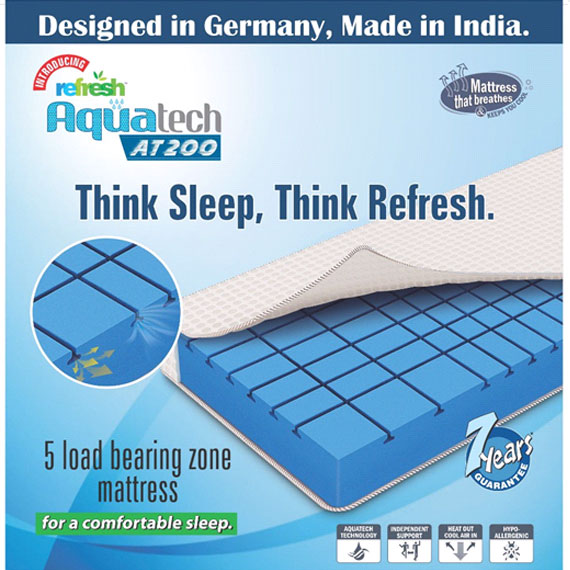 Designed in Germany, Made in India.
INTRODUCING
refresh
Aquatech
AT200
Mattress
that breathes
& KEEPS YOU COOL
Think Sleep, Think Refresh.
5 load bearing zone
mattress
for a comfortable sleep.
7 Years
GUARANTEE
AQUATECH
TECHNOLOGY
INDEPENDENT
SUPPORT
HEAT OUT
COOL AIR IN
HYPO-
ALLERGENIC